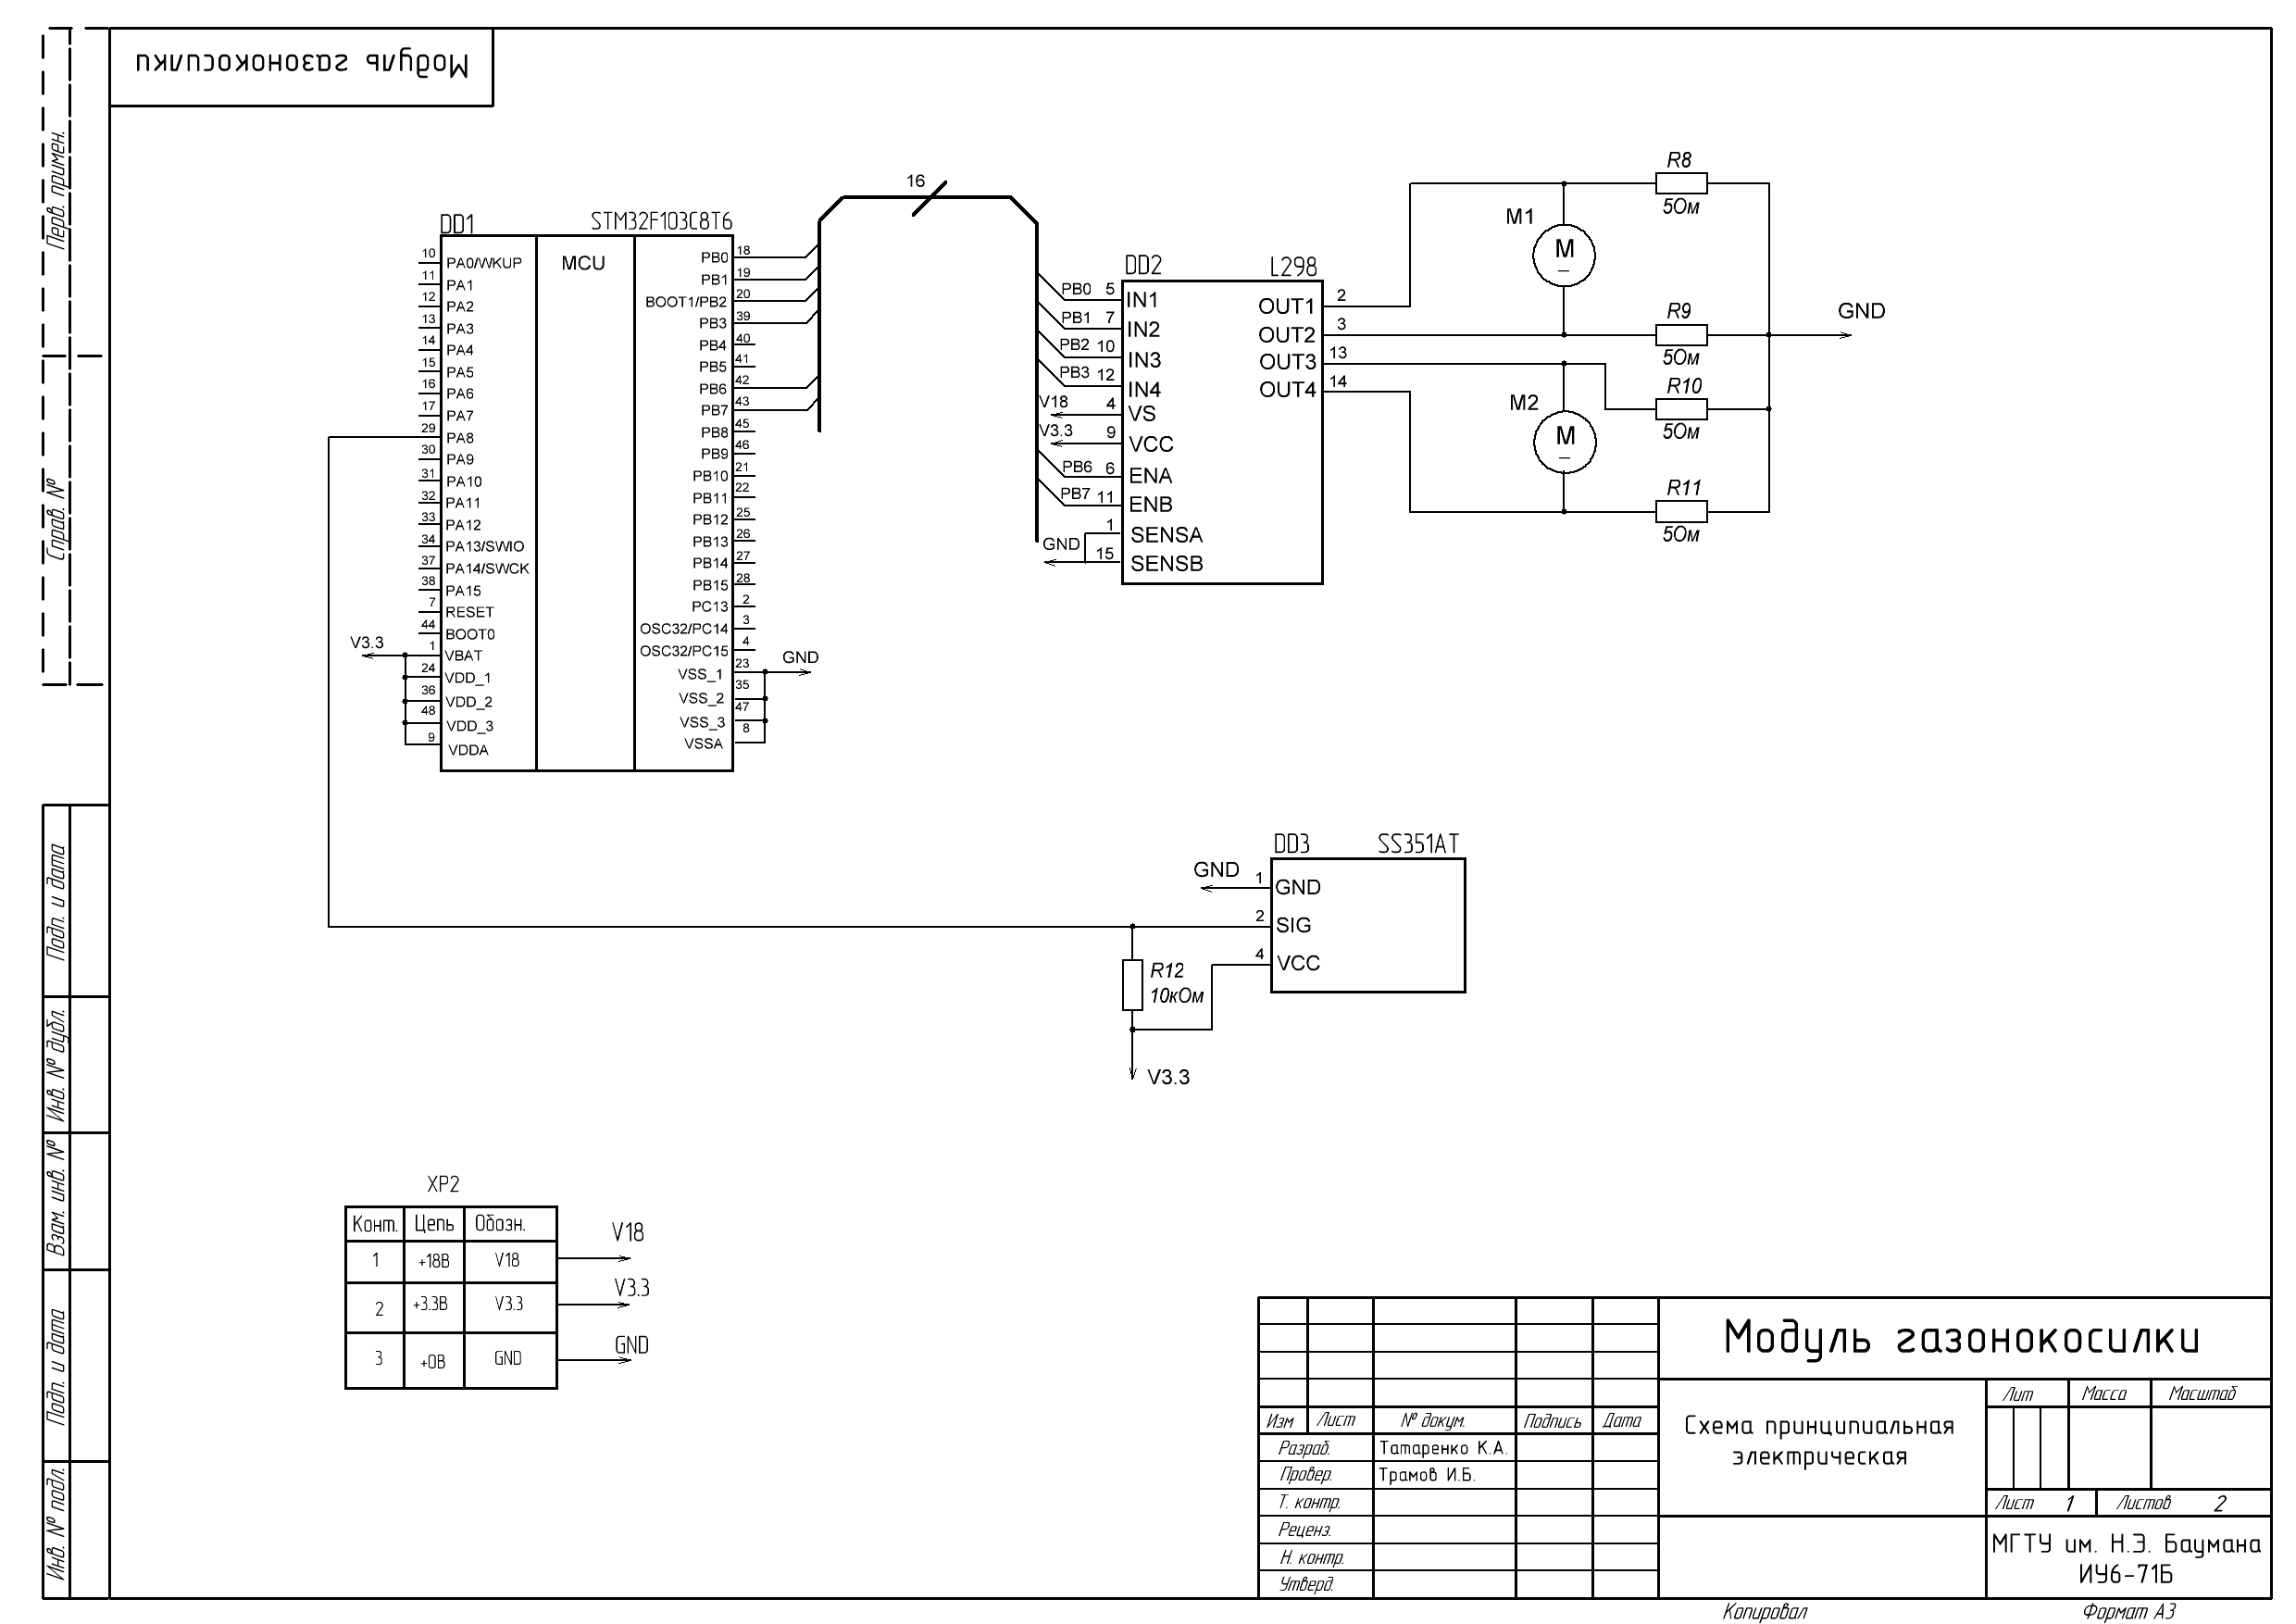 Модуль газонокосилки
Перв. примен.
Справ. №
Подп. и дата
Инв. № дубл.
Взам. инв. №
Подп. и дата
Инв. № подл.
DD1 STM32F103C8T6
MCU
10 PA0/WKUP
11 PA1
12 PA2
13 PA3
14 PA4
15 PA5
16 PA6
17 PA7
29 PA8
30 PA9
31 PA10
32 PA11
33 PA12
34 PA13/SWIO
37 PA14/SWCK
38 PA15
7 RESET
44 BOOT0
V3.3 1 VBAT
24 VDD_1
36 VDD_2
48 VDD_3
9 VDDA
PB0 18
PB1 19
BOOT1/PB2 20
PB3 39
PB4 40
PB5 41
PB6 42
PB7 43
PB8 45
PB9 46
PB10 21
PB11 22
PB12 25
PB13 26
PB14 27
PB15 28
PC13 2
OSC32/PC14 3
OSC32/PC15 4
VSS_1 23 GND
VSS_2 35
VSS_3 47
VSSA 8
16
DD2 L298
PB0 5 IN1
PB1 7 IN2
PB2 10 IN3
PB3 12 IN4
V18 4 VS
V3.3 9 VCC
PB6 6 ENA
PB7 11 ENB
1 SENSA
GND 15 SENSB
OUT1 2
OUT2 3
OUT3 13
OUT4 14
M1
M
M2
M
R8
5Ом
R9
5Ом
R10
5Ом
R11
5Ом
GND
DD3 SS351AT
GND 1 GND
2 SIG
4 VCC
R12
10кОм
V3.3
XP2
Конт. Цепь Обозн.
1 +18В V18 V18
2 +3.3В V3.3 V3.3
3 +0В GND GND
Модуль газонокосилки
Схема принципиальная
электрическая
Лит Масса Масштаб
Лист 1 Листов 2
МГТУ им. Н.Э. Баумана
ИУ6-71Б
Изм Лист № докум. Подпись Дата
Разраб. Татаренко К.А.
Провер. Трамов И.Б.
Т. контр.
Реценз.
Н. контр.
Утверд.
Копировал Формат А3